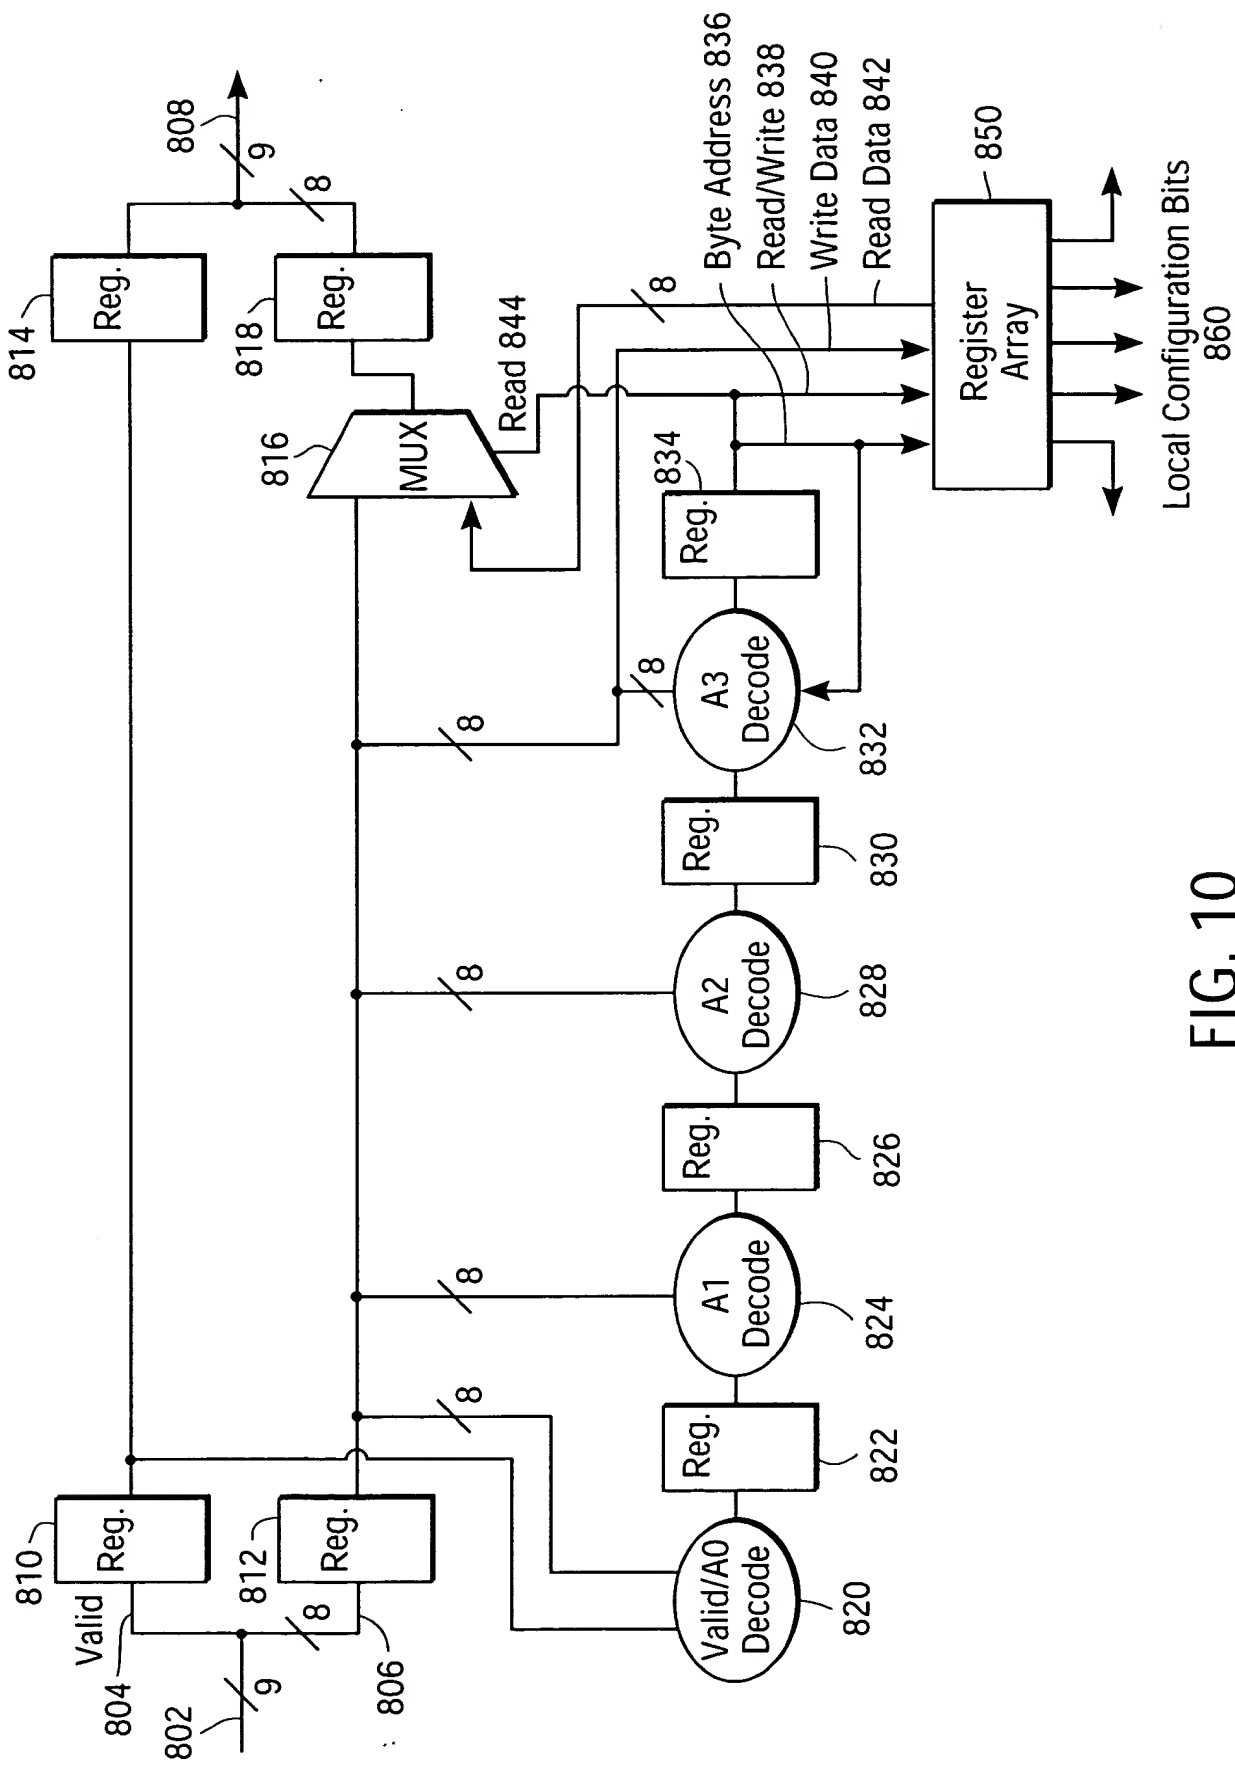 810
Reg.
814
Reg.
808
9
8
Valid
804
802
9
8
806
812
Reg.
816
MUX
818
Reg.
Read 844
8
8
8
8
8
8
Byte Address 836
Read/Write 838
Write Data 840
Read Data 842
Valid/A0
Decode
820
Reg.
822
A1
Decode
824
Reg.
826
A2
Decode
828
Reg.
830
A3
Decode
832
Reg.
834
Register
Array
850
Local Configuration Bits
860
FIG. 10